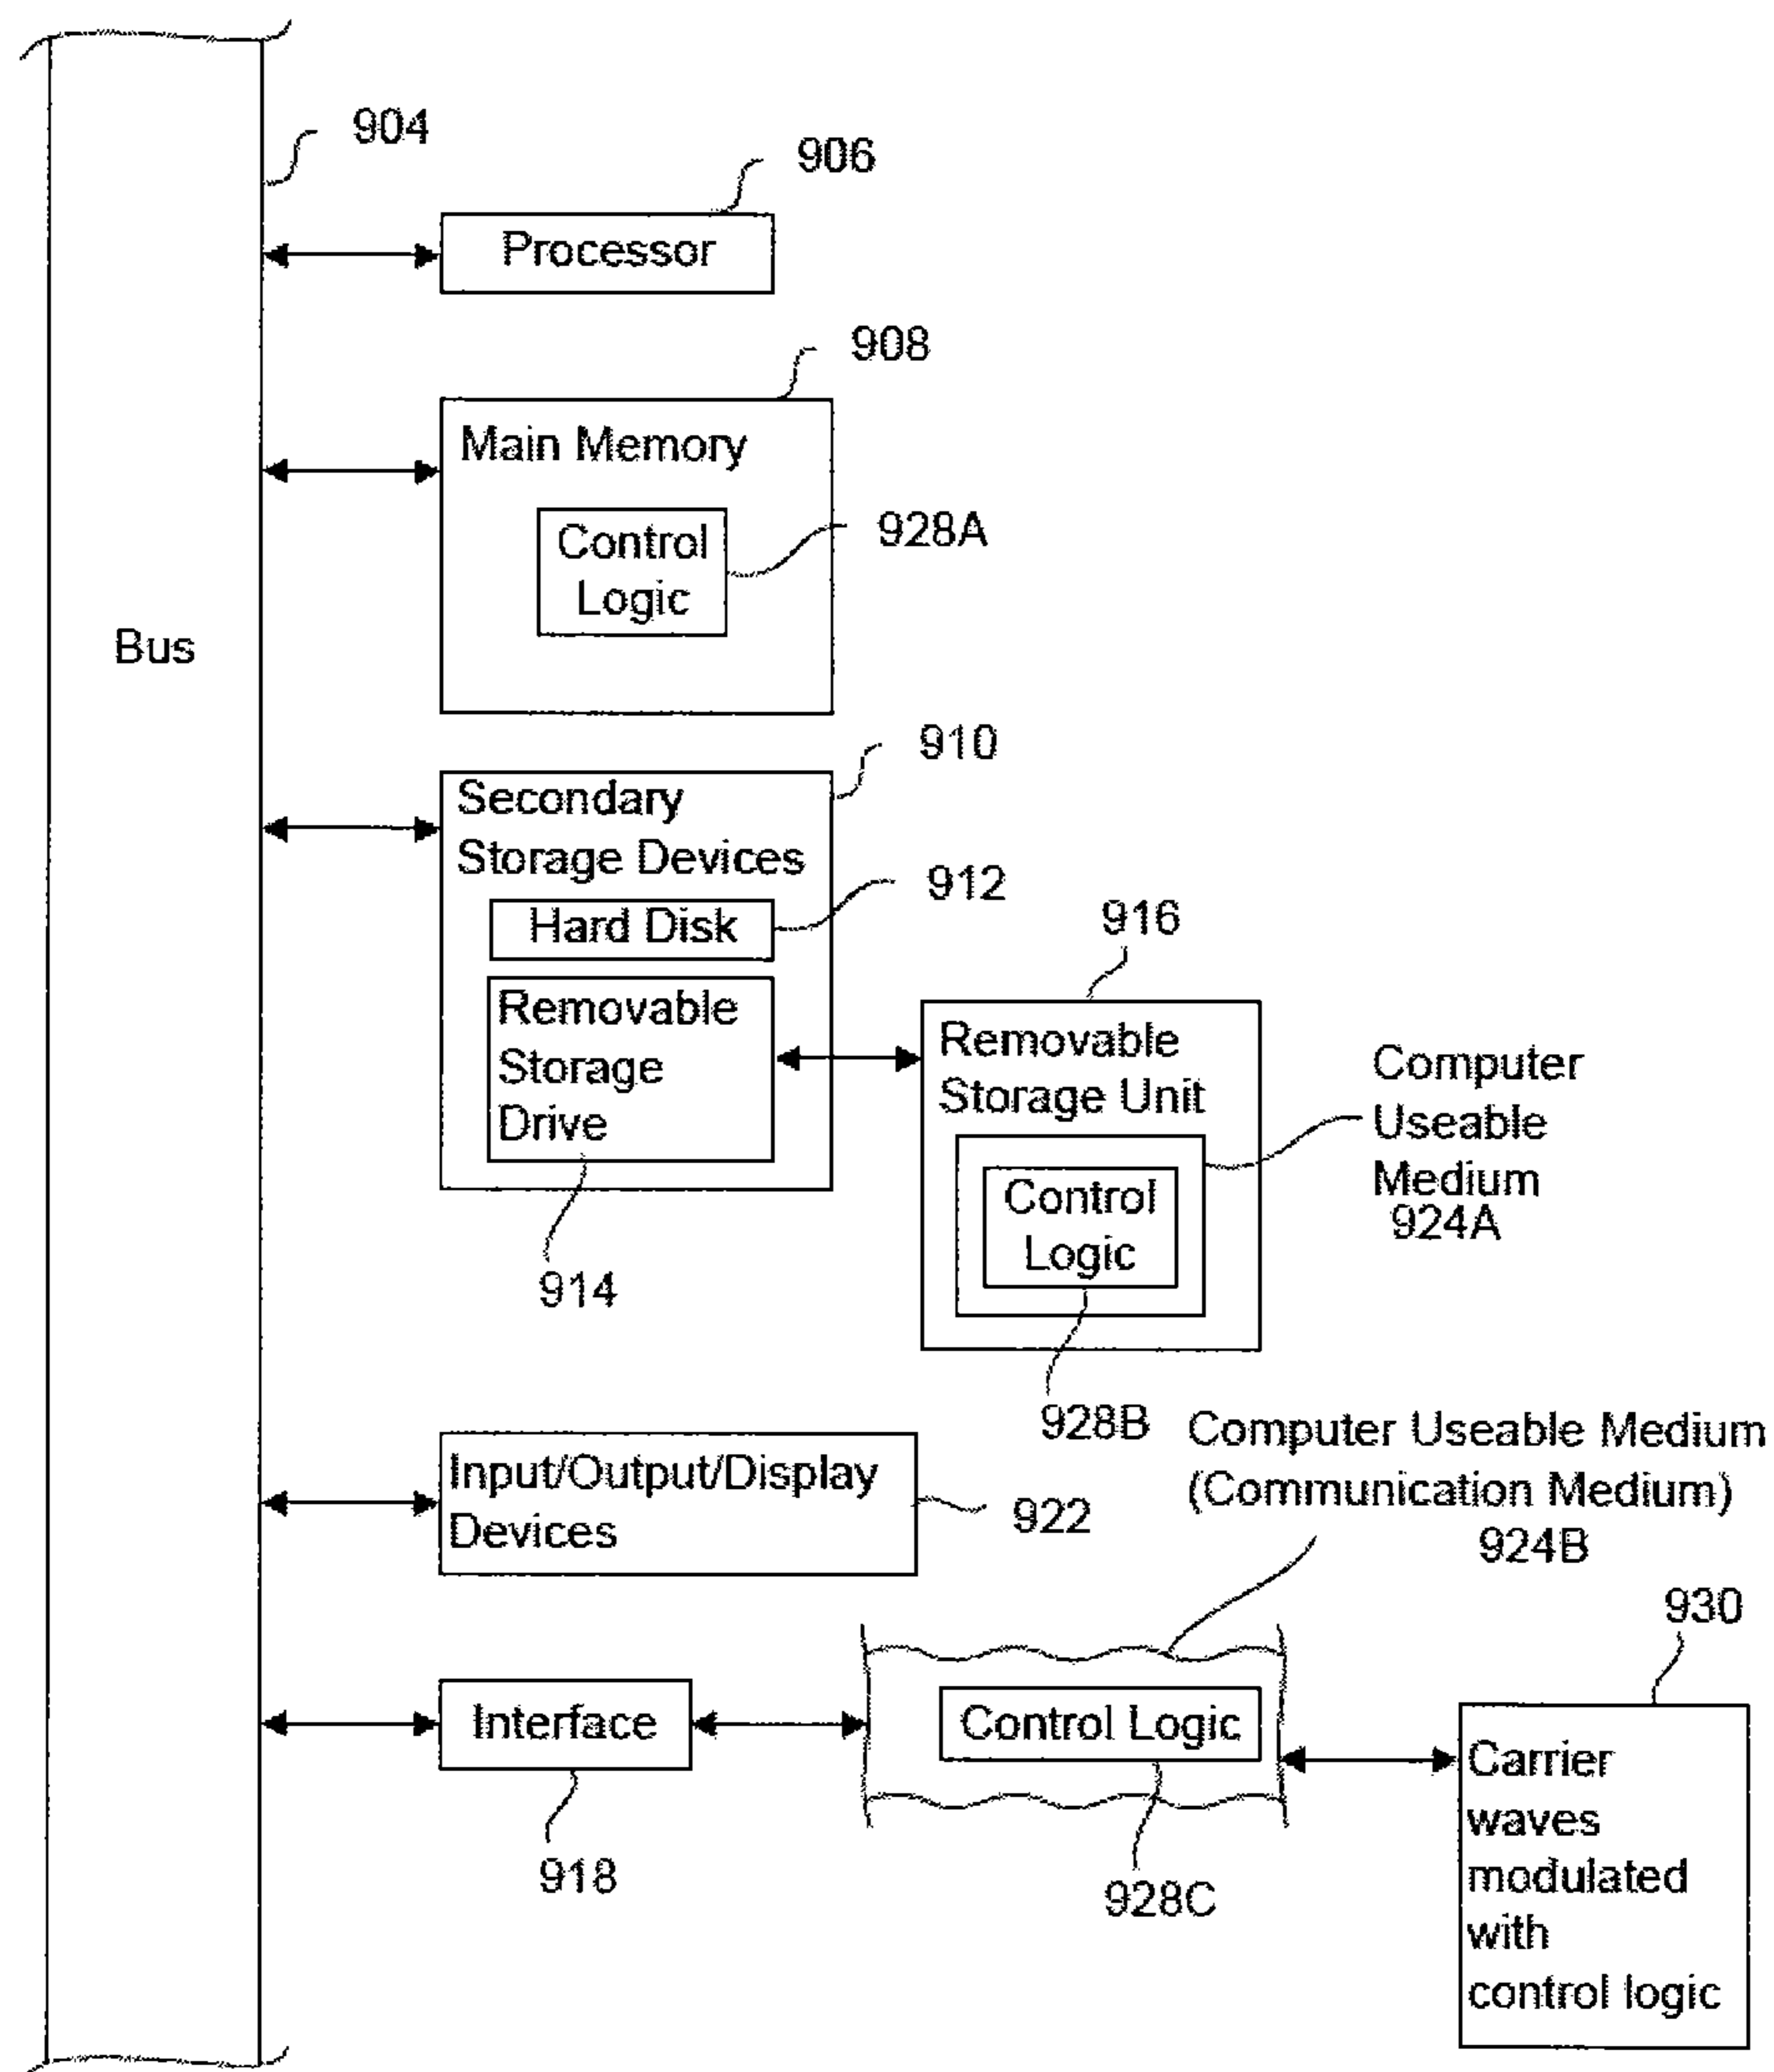 904
906
Processor
908
Main Memory
928A
Control
Logic
Bus
910
Secondary
Storage Devices
912
Hard Disk
916
Removable
Storage
Drive
914
Removable
Storage Unit
Computer
Useable
Medium
924A
Control
Logic
928B
Computer Useable Medium
(Communication Medium)
924B
Input/Output/Display
Devices
922
930
Interface
918
Control Logic
928C
Carrier
waves
modulated
with
control logic